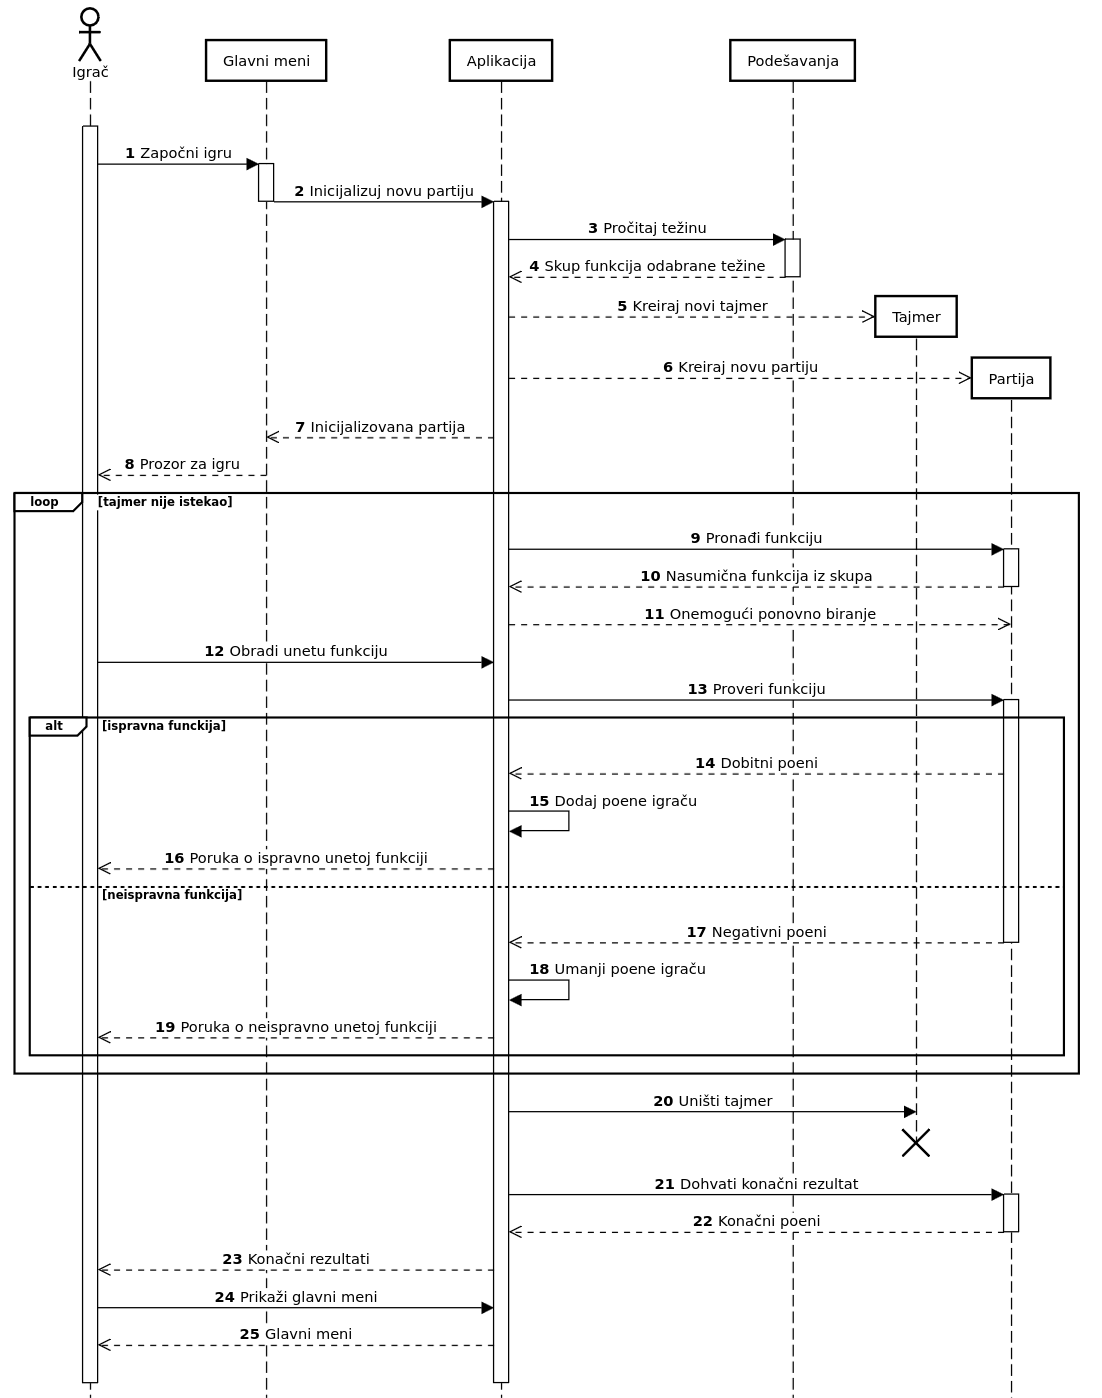 Igrač
Glavni meni
Aplikacija
Podešavanja
1 Započni igru
2 Inicijalizuj novu partiju
3 Pročitaj težinu
4 Skup funkcija odabrane težine
5 Kreiraj novi tajmer
Tajmer
6 Kreiraj novu partiju
Partija
7 Inicijalizovana partija
8 Prozor za igru
loop
[tajmer nije istekao]
9 Pronađi funkciju
10 Nasumična funkcija iz skupa
11 Onemogući ponovno biranje
12 Obradi unetu funkciju
13 Proveri funkciju
alt
[ispravna funckija]
14 Dobitni poeni
15 Dodaj poene igraču
16 Poruka o ispravno unetoj funkciji
[neispravna funkcija]
17 Negativni poeni
18 Umanji poene igraču
19 Poruka o neispravno unetoj funkciji
20 Uništi tajmer
21 Dohvati konačni rezultat
22 Konačni poeni
23 Konačni rezultati
24 Prikaži glavni meni
25 Glavni meni